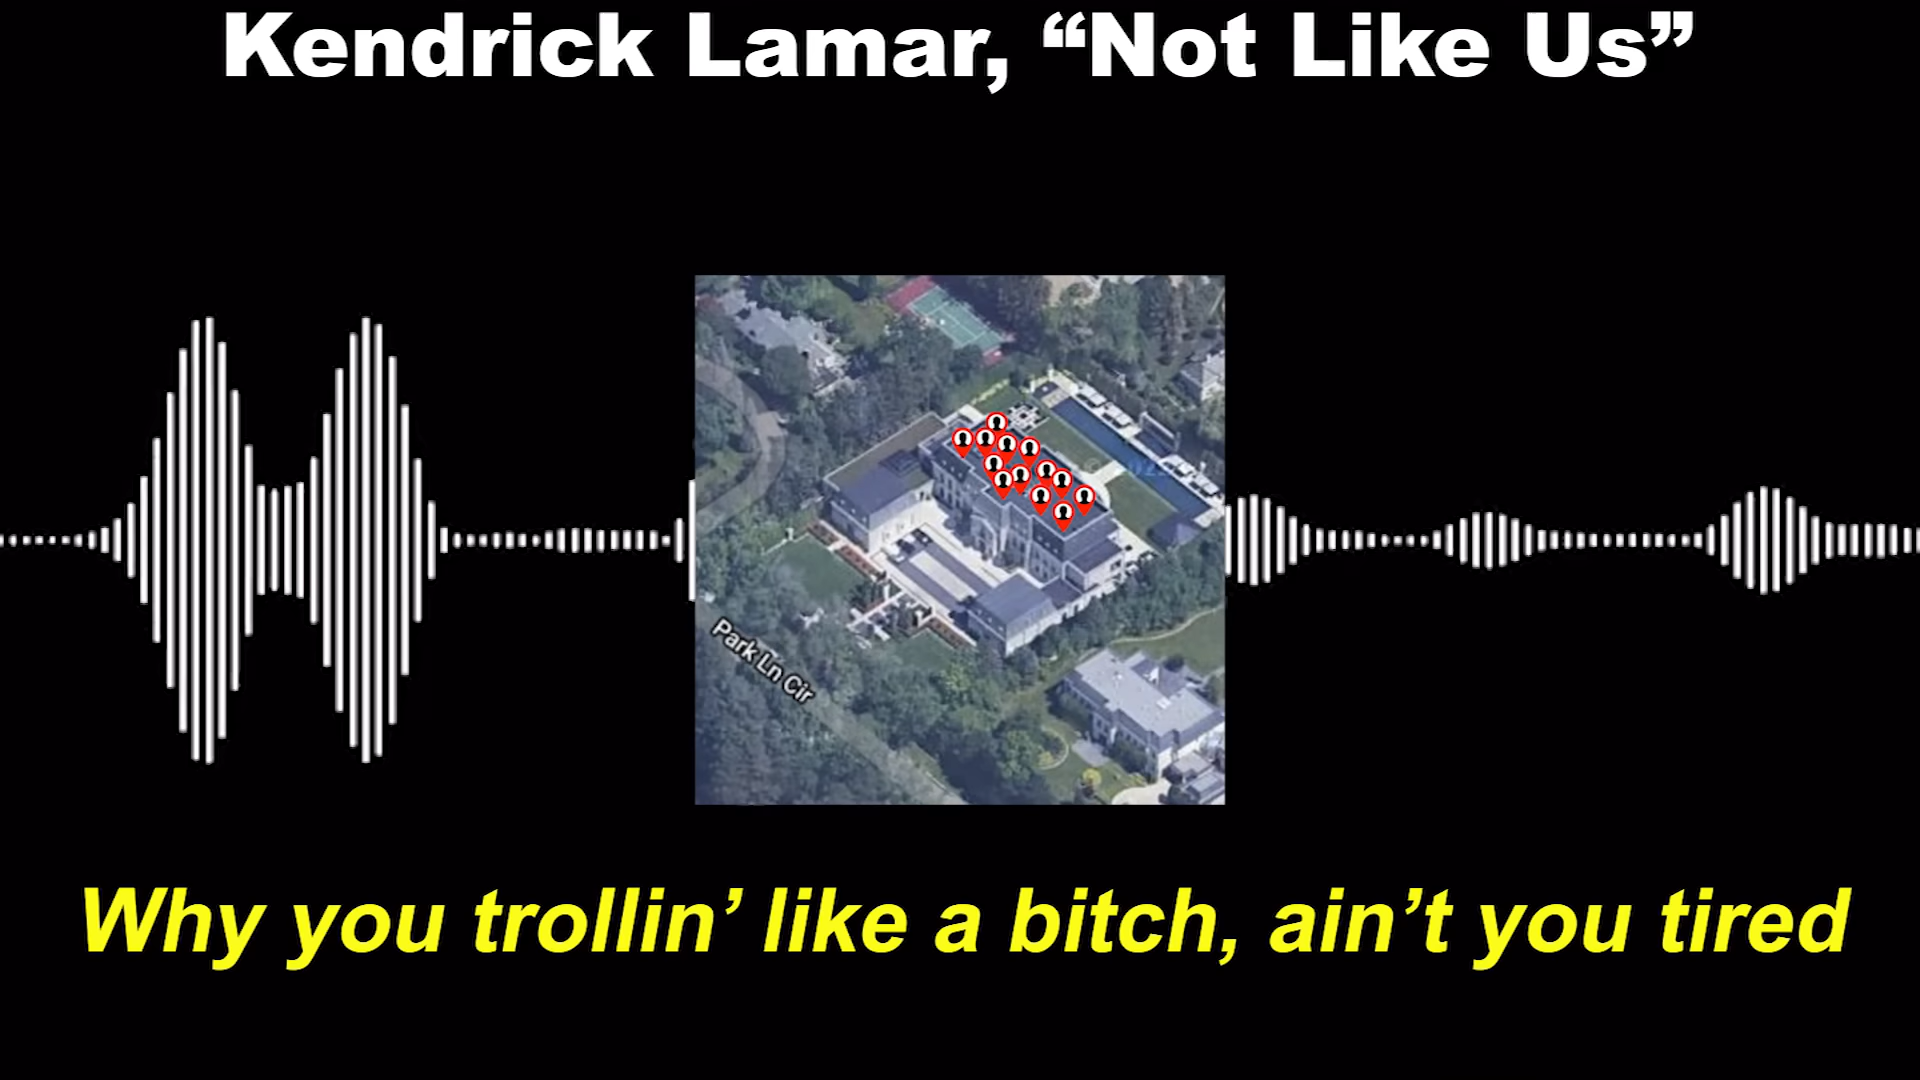 Kendrick Lamar, “Not Like Us”
Park Ln Cir
Why you trollin’ like a bitch, ain’t you tired